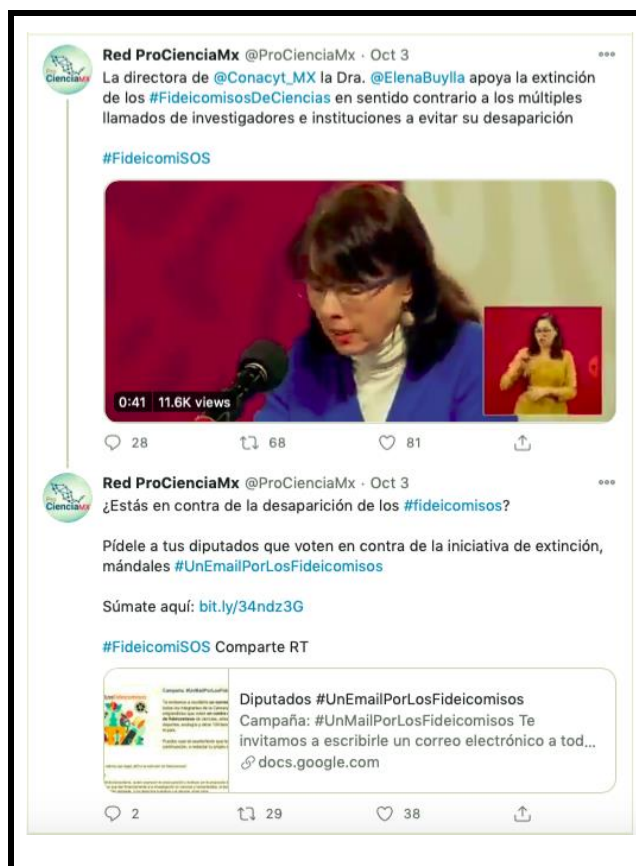 Red ProCienciaMx @ProCienciaMx · Oct 3
La directora de @Conacyt_MX la Dra. @ElenaBuylla apoya la extinción
de los #FideicomisosDeCiencias en sentido contrario a los múltiples
llamados de investigadores e instituciones a evitar su desaparición
#FideicomiSOS
0:41 11.6K views
28 68 81
Red ProCienciaMx @ProCienciaMx · Oct 3
¿Estás en contra de la desaparición de los #fideicomisos?
Pídele a tus diputados que voten en contra de la iniciativa de extinción,
mándales #UnEmailPorLosFideicomisos
Súmate aquí: bit.ly/34ndz3G
#FideicomiSOS Comparte RT
Diputados #UnEmailPorLosFideicomisos
Campaña: #UnMailPorLosFideicomisos Te
invitamos a escribirle un correo electrónico a tod...
docs.google.com
2 29 38